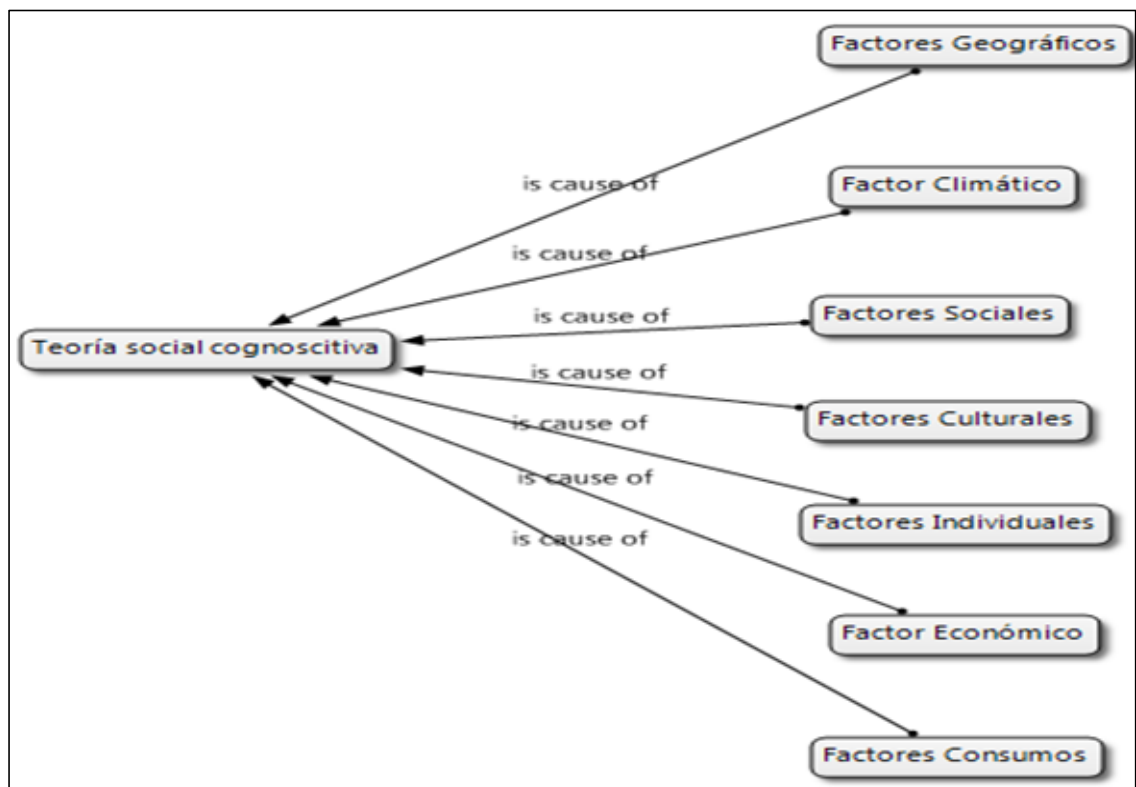 Factores Geográficos
is cause of
Factor Climático
is cause of
Factores Sociales
is cause of
Teoría social cognoscitiva
is cause of
Factores Culturales
is cause of
Factores Individuales
is cause of
Factor Económico
is cause of
Factores Consumos